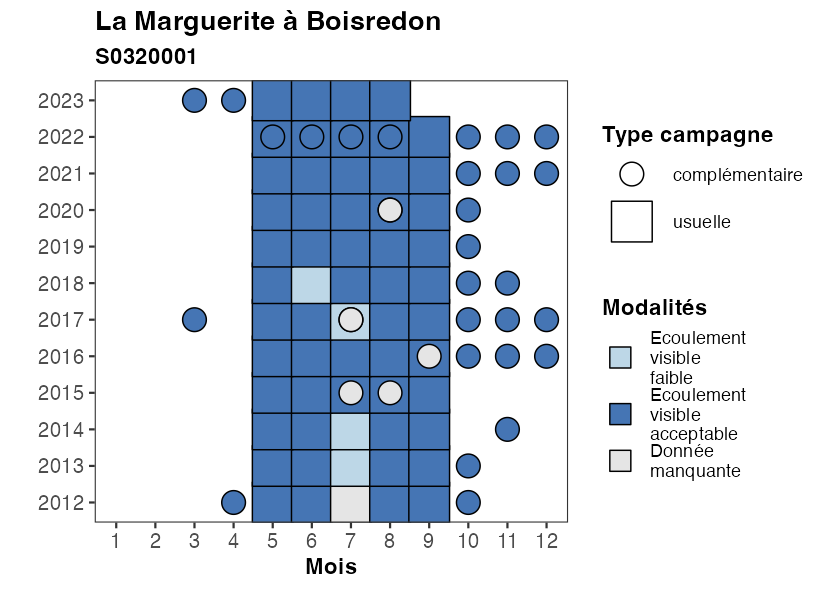 La Marguerite à Boisredon
S0320001
2023
2022
2021
2020
2019
2018
2017
2016
2015
2014
2013
2012
1 2 3 4 5 6 7 8 9 10 11 12
Mois
Type campagne
complémentaire
usuelle
Modalités
Ecoulement
visible
faible
Ecoulement
visible
acceptable
Donnée
manquante